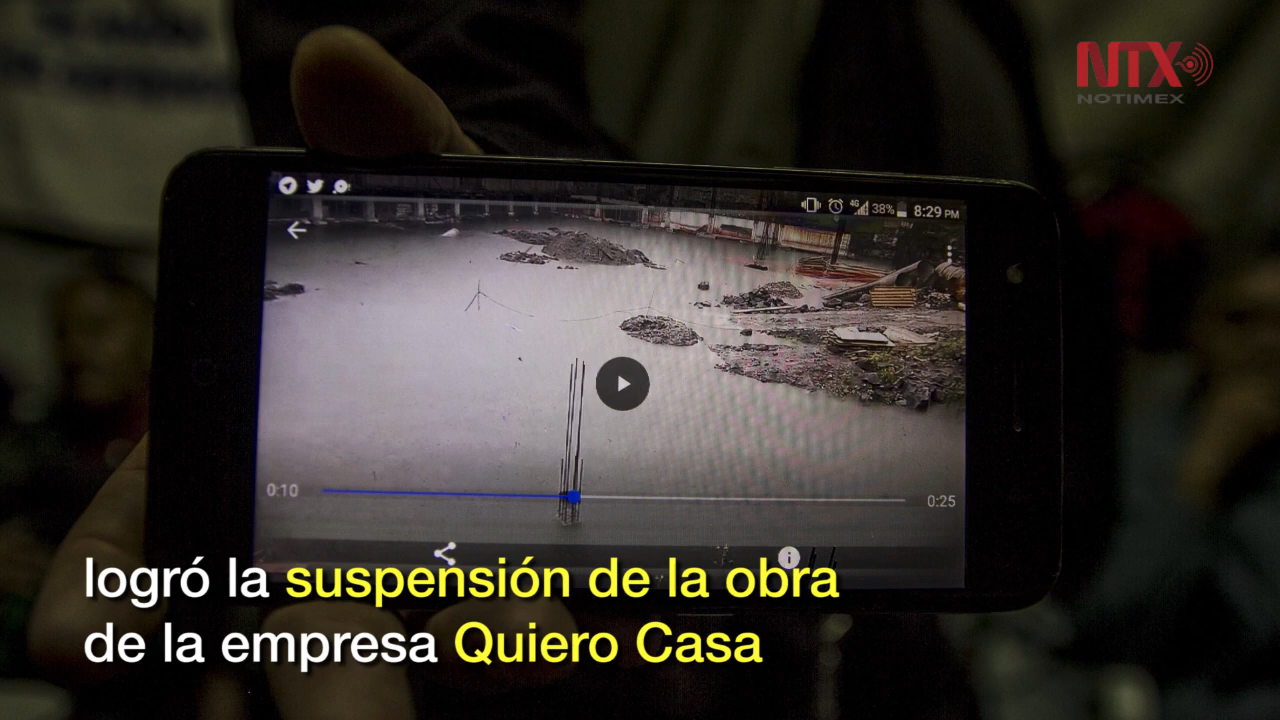 NTX
NOTIMEX
4G 38% 8:29 PM
0:10
0:25
logró la suspensión de la obra
de la empresa Quiero Casa